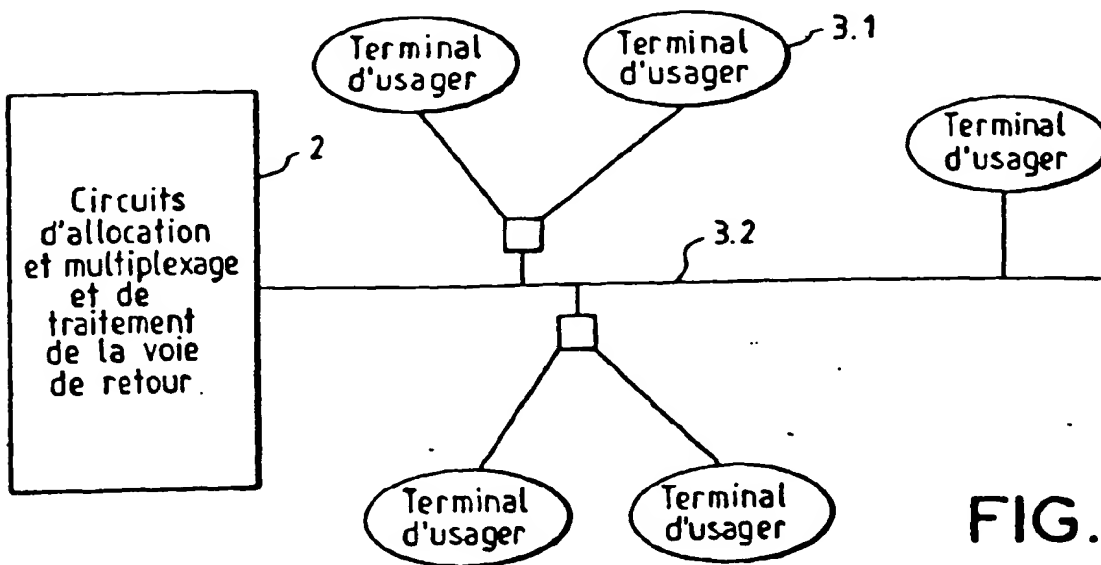 Terminal
d'usager
Terminal
d'usager
3.1
Terminal
d'usager
2
Circuits
d'allocation
et multiplexage
et de
traitement
de la voie
de retour.
3.2
Terminal
d'usager
Terminal
d'usager
FIG.